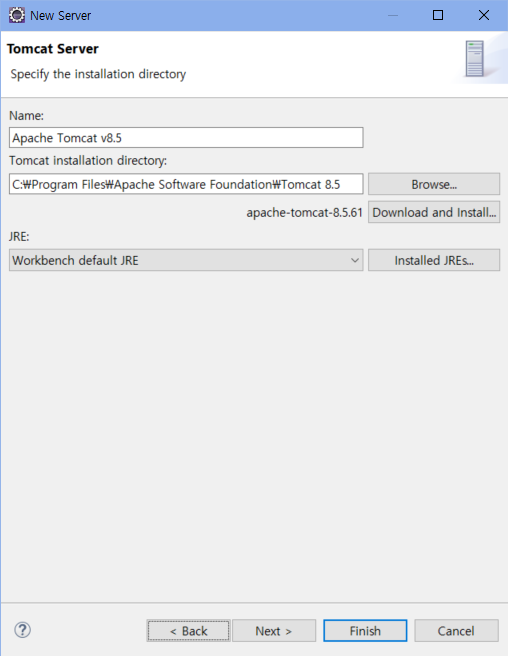 New Server
Tomcat Server
Specify the installation directory
Name:
Apache Tomcat v8.5
Tomcat installation directory:
C:₩Program Files₩Apache Software Foundation₩Tomcat 8.5
Browse...
apache-tomcat-8.5.61
Download and Install...
JRE:
Workbench default JRE
Installed JREs...
?
< Back
Next >
Finish
Cancel